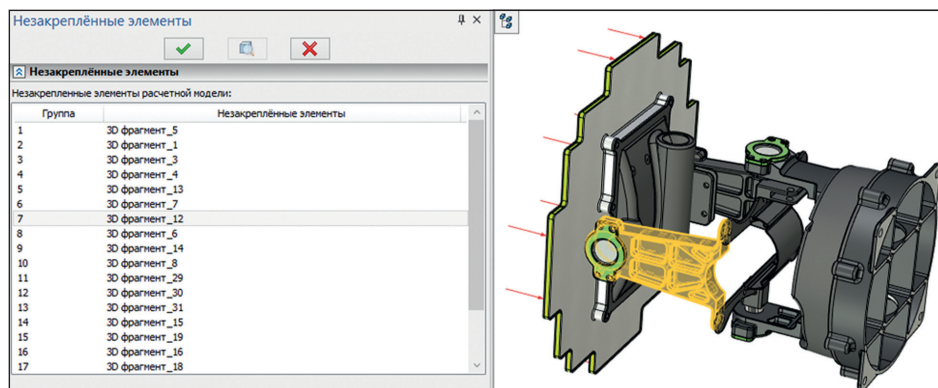 Незакреплённые элементы
Незакреплённые элементы
Незакрепленные элементы расчетной модели:
Группа Незакреплённые элементы
1 3D фрагмент_5
2 3D фрагмент_1
3 3D фрагмент_3
4 3D фрагмент_4
5 3D фрагмент_13
6 3D фрагмент_7
7 3D фрагмент_12
8 3D фрагмент_6
9 3D фрагмент_14
10 3D фрагмент_8
11 3D фрагмент_29
12 3D фрагмент_30
13 3D фрагмент_31
14 3D фрагмент_15
15 3D фрагмент_19
16 3D фрагмент_16
17 3D фрагмент_18